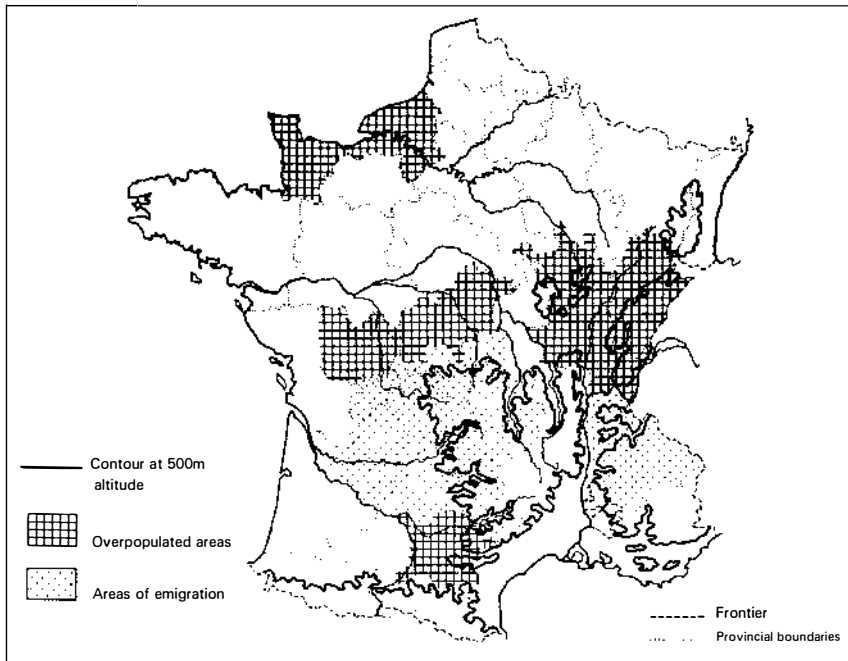 Contour at 500m
altitude
Overpopulated areas
Areas of emigration
Frontier
Provincial boundaries